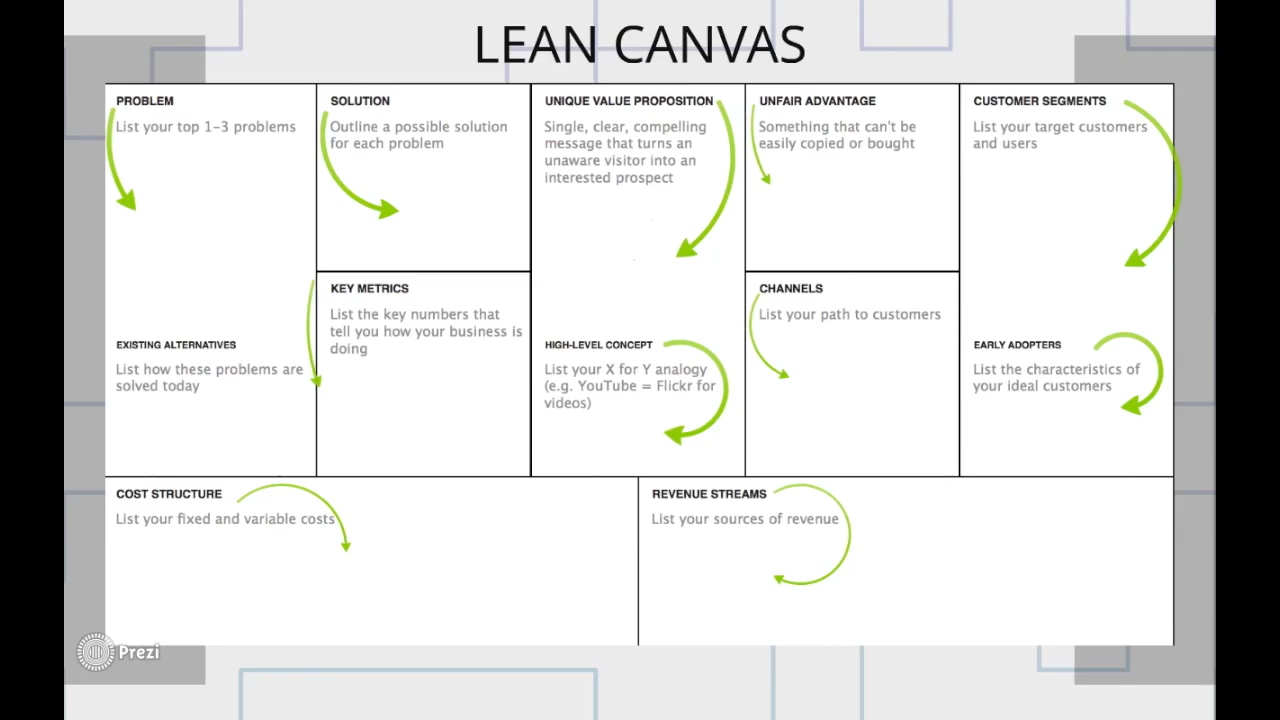 LEAN CANVAS
PROBLEM
List your top 1-3 problems
EXISTING ALTERNATIVES
List how these problems are
solved today
SOLUTION
Outline a possible solution
for each problem
KEY METRICS
List the key numbers that
tell you how your business is
doing
UNIQUE VALUE PROPOSITION
Single, clear, compelling
message that turns an
unaware visitor into an
interested prospect
HIGH-LEVEL CONCEPT
List your X for Y analogy
(e.g. YouTube = Flickr for
videos)
UNFAIR ADVANTAGE
Something that can't be
easily copied or bought
CHANNELS
List your path to customers
CUSTOMER SEGMENTS
List your target customers
and users
EARLY ADOPTERS
List the characteristics of
your ideal customers
COST STRUCTURE
List your fixed and variable costs
REVENUE STREAMS
List your sources of revenue
Prezi